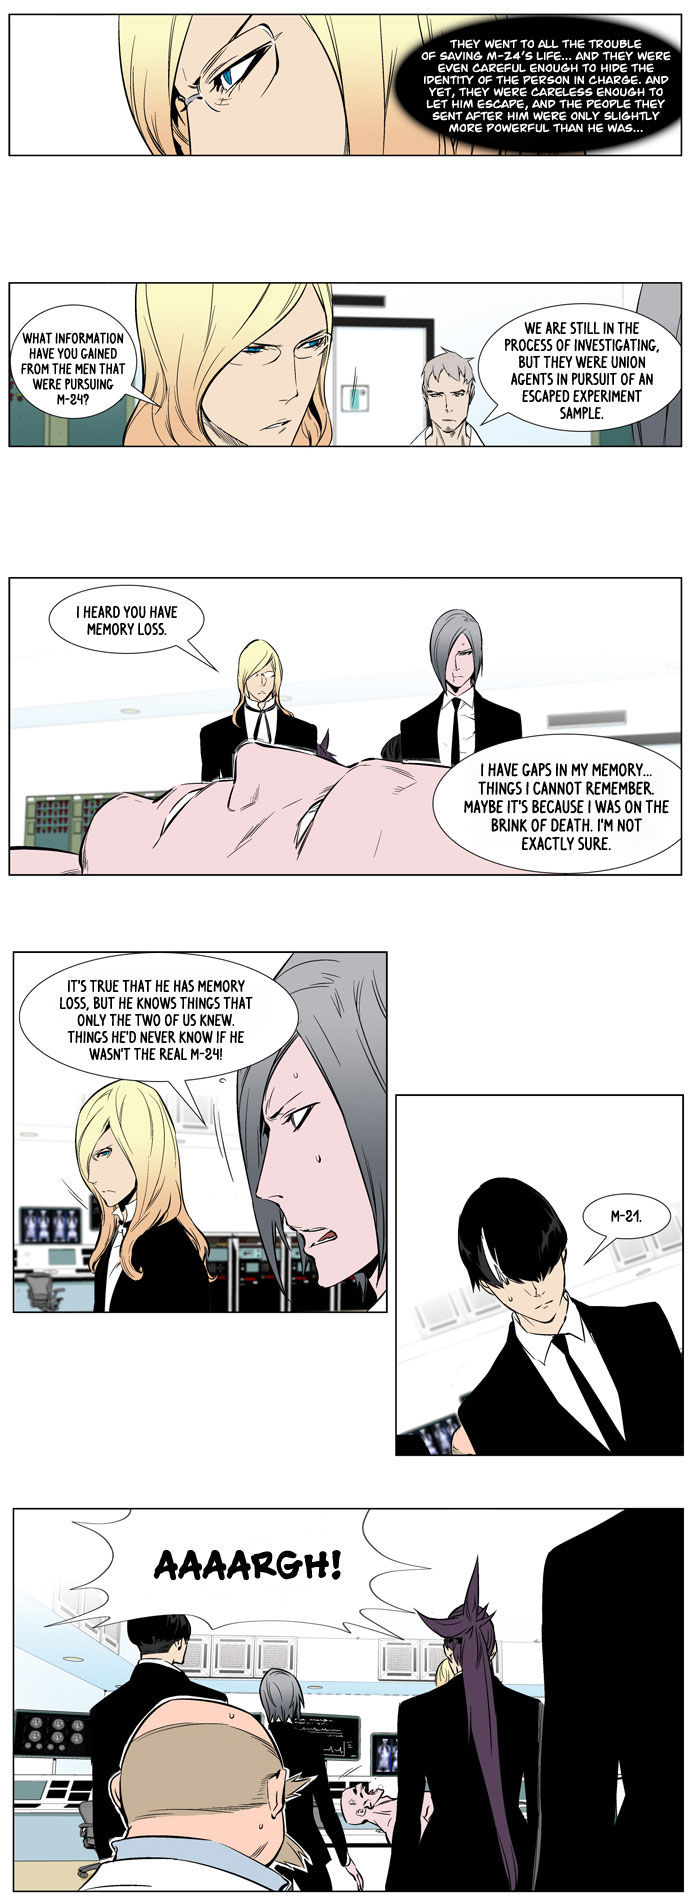 THEY WENT TO ALL THE TROUBLE
OF SAVING M-24'S LIFE... AND THEY WERE
EVEN CAREFUL ENOUGH TO HIDE THE
IDENTITY OF THE PERSON IN CHARGE. AND
YET, THEY WERE CARELESS ENOUGH TO
LET HIM ESCAPE, AND THE PEOPLE THEY
SENT AFTER HIM WERE ONLY SLIGHTLY
MORE POWERFUL THAN HE WAS...
WHAT INFORMATION
HAVE YOU GAINED
FROM THE MEN THAT
WERE PURSUING
M-24?
WE ARE STILL IN THE
PROCESS OF INVESTIGATING,
BUT THEY WERE UNION
AGENTS IN PURSUIT OF AN
ESCAPED EXPERIMENT
SAMPLE.
I HEARD YOU HAVE
MEMORY LOSS.
I HAVE GAPS IN MY MEMORY...
THINGS I CANNOT REMEMBER.
MAYBE IT'S BECAUSE I WAS ON THE
BRINK OF DEATH. I'M NOT
EXACTLY SURE.
IT'S TRUE THAT HE HAS MEMORY
LOSS, BUT HE KNOWS THINGS THAT
ONLY THE TWO OF US KNEW.
THINGS HE'D NEVER KNOW IF HE
WASN'T THE REAL M-24!
M-21.
AAAARGH!